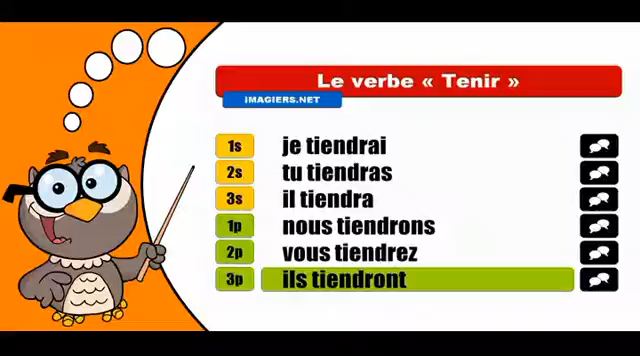 Le verbe « Tenir »
IMAGIERS.NET
1s je tiendrai
2s tu tiendras
3s il tiendra
1p nous tiendrons
2p vous tiendrez
3p ils tiendront